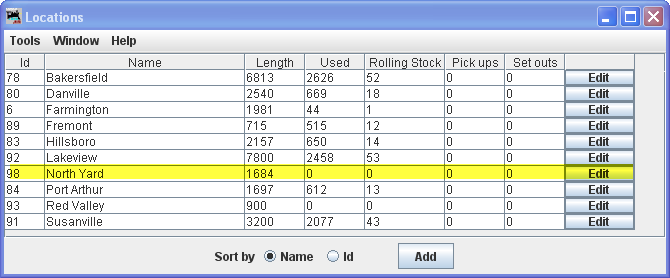 Locations
Tools Window Help
Id Name Length Used Rolling Stock Pick ups Set outs
78 Bakersfield 6813 2626 52 0 0 Edit
80 Danville 2540 669 18 0 0 Edit
6 Farmington 1981 44 1 0 0 Edit
89 Fremont 715 515 12 0 0 Edit
83 Hillsboro 2157 650 14 0 0 Edit
92 Lakeview 7800 2458 53 0 0 Edit
98 North Yard 1684 0 0 0 0 Edit
84 Port Arthur 1697 612 13 0 0 Edit
93 Red Valley 900 0 0 0 0 Edit
91 Susanville 3200 2077 43 0 0 Edit
Sort by Name Id Add